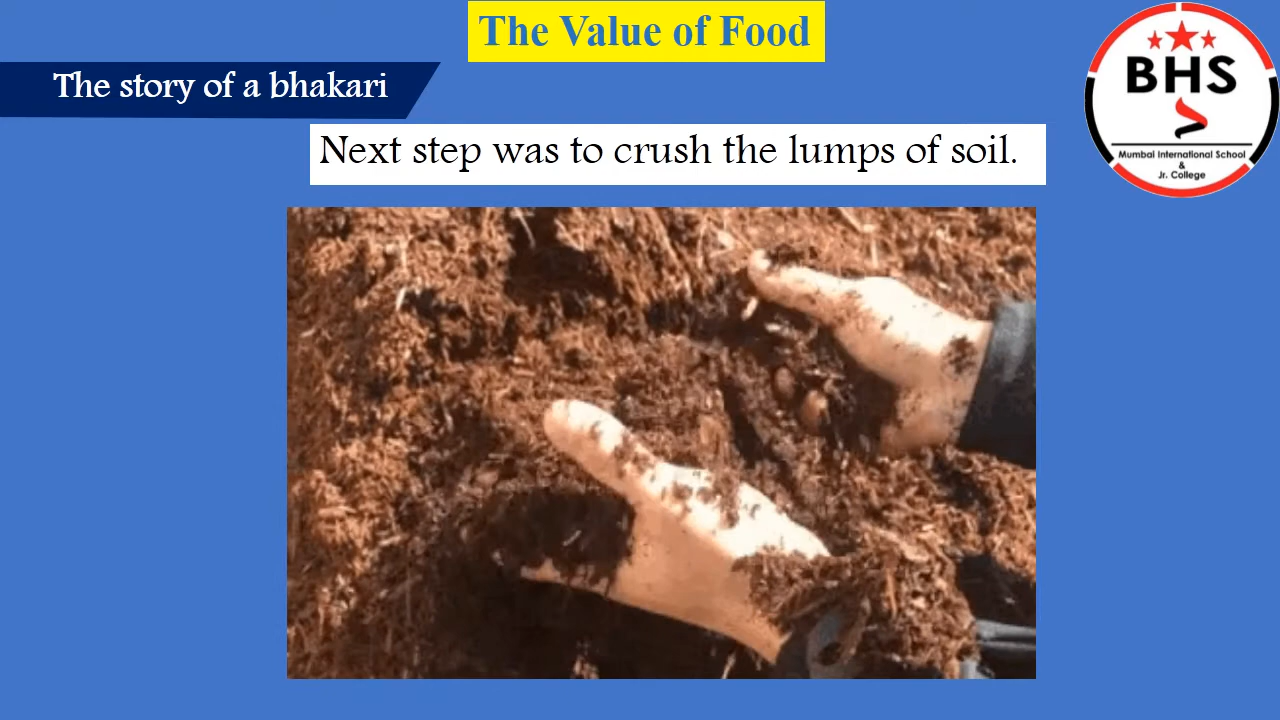 The Value of Food
The story of a bhakari
Next step was to crush the lumps of soil.
BHS
Mumbai International School
&
Jr. College